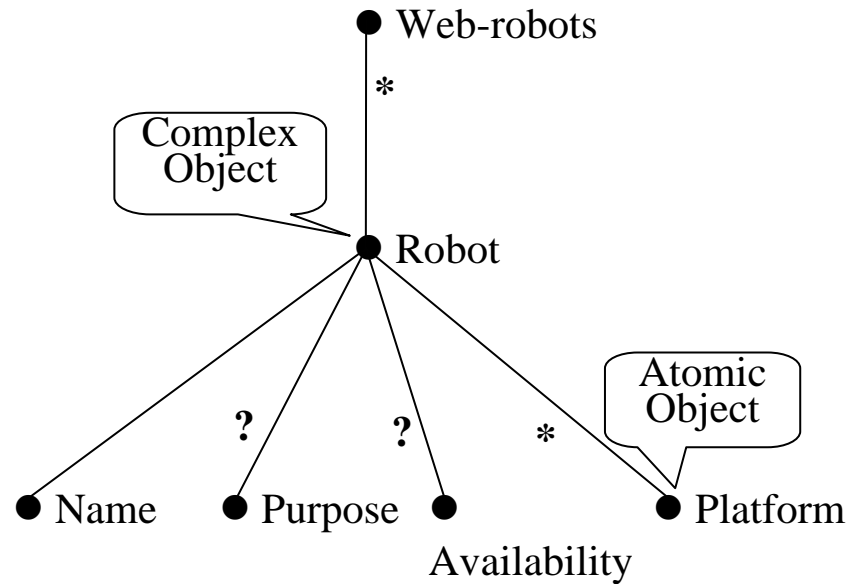 Web-robots
*
Complex
Object
Robot
Atomic
Object
? ? *
Name Purpose Platform
Availability